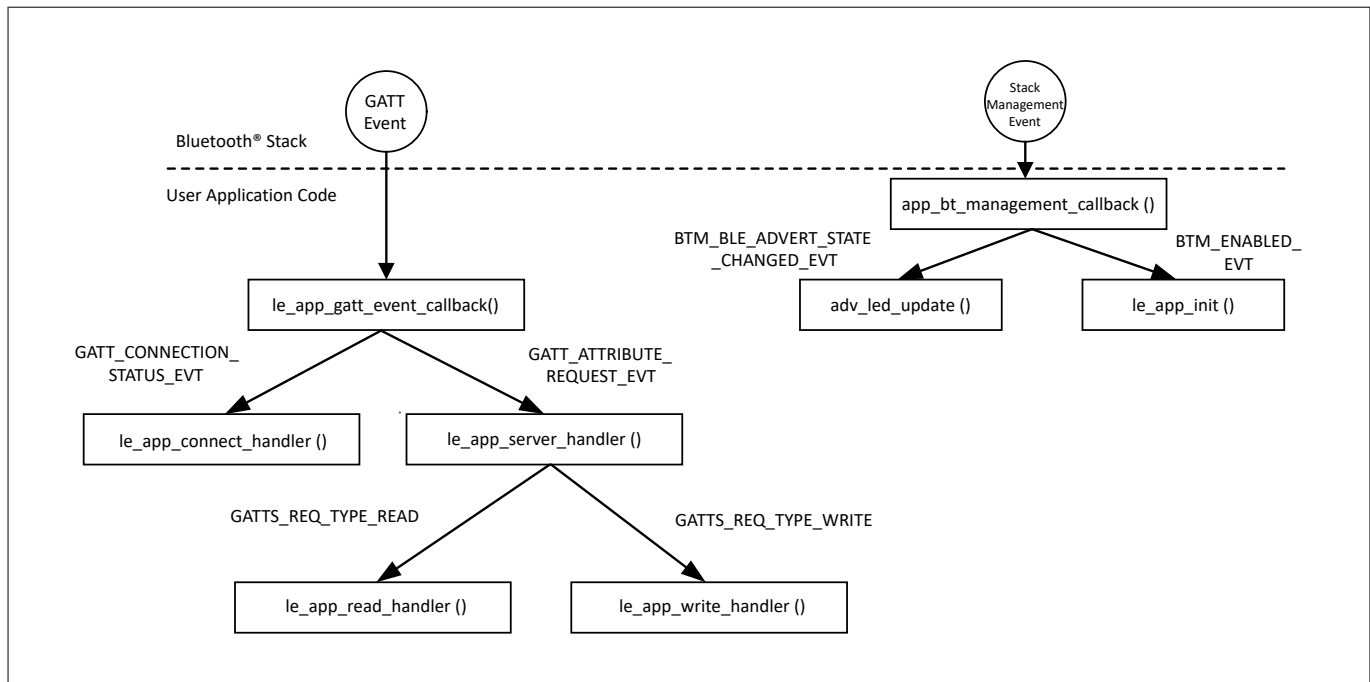 GATT
Event
Stack
Management
Event
Bluetooth® Stack
User Application Code
app_bt_management_callback ()
BTM_BLE_ADVERT_STATE
_CHANGED_EVT
BTM_ENABLED_
EVT
le_app_gatt_event_callback()
adv_led_update ()
le_app_init ()
GATT_CONNECTION_
STATUS_EVT
GATT_ATTRIBUTE_
REQUEST_EVT
le_app_connect_handler ()
le_app_server_handler ()
GATTS_REQ_TYPE_READ
GATTS_REQ_TYPE_WRITE
le_app_read_handler ()
le_app_write_handler ()